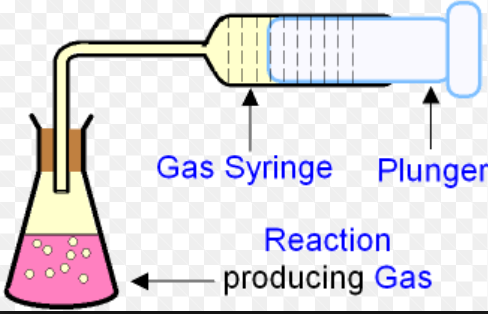 Gas Syringe
Plunger
Reaction
producing Gas